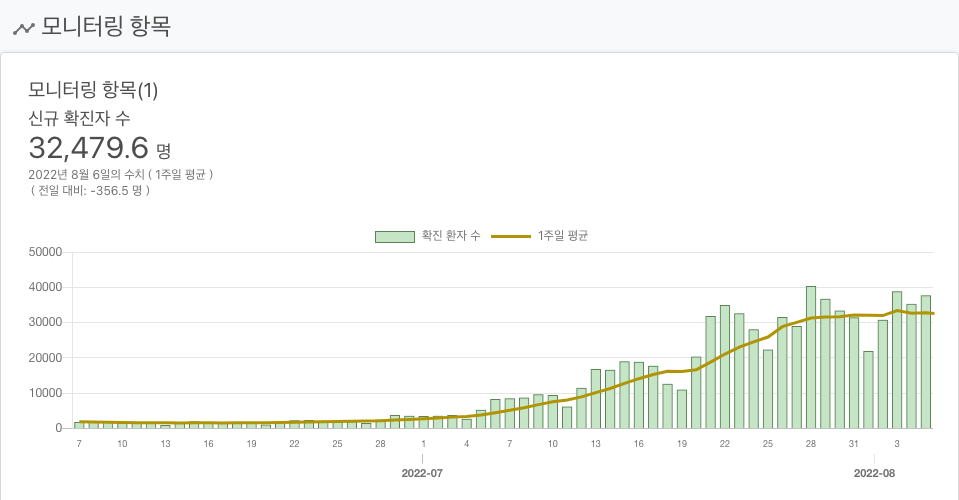 모니터링 항목
모니터링 항목(1)
신규 확진자 수
32,479.6 명
2022년 8월 6일의 수치 ( 1주일 평균 )
( 전일 대비: -356.5 명 )
확진 환자 수 1주일 평균
50000
40000
30000
20000
10000
0
7 10 13 16 19 22 25 28 1 4 7 10 13 16 19 22 25 28 31 3
2022-07 2022-08